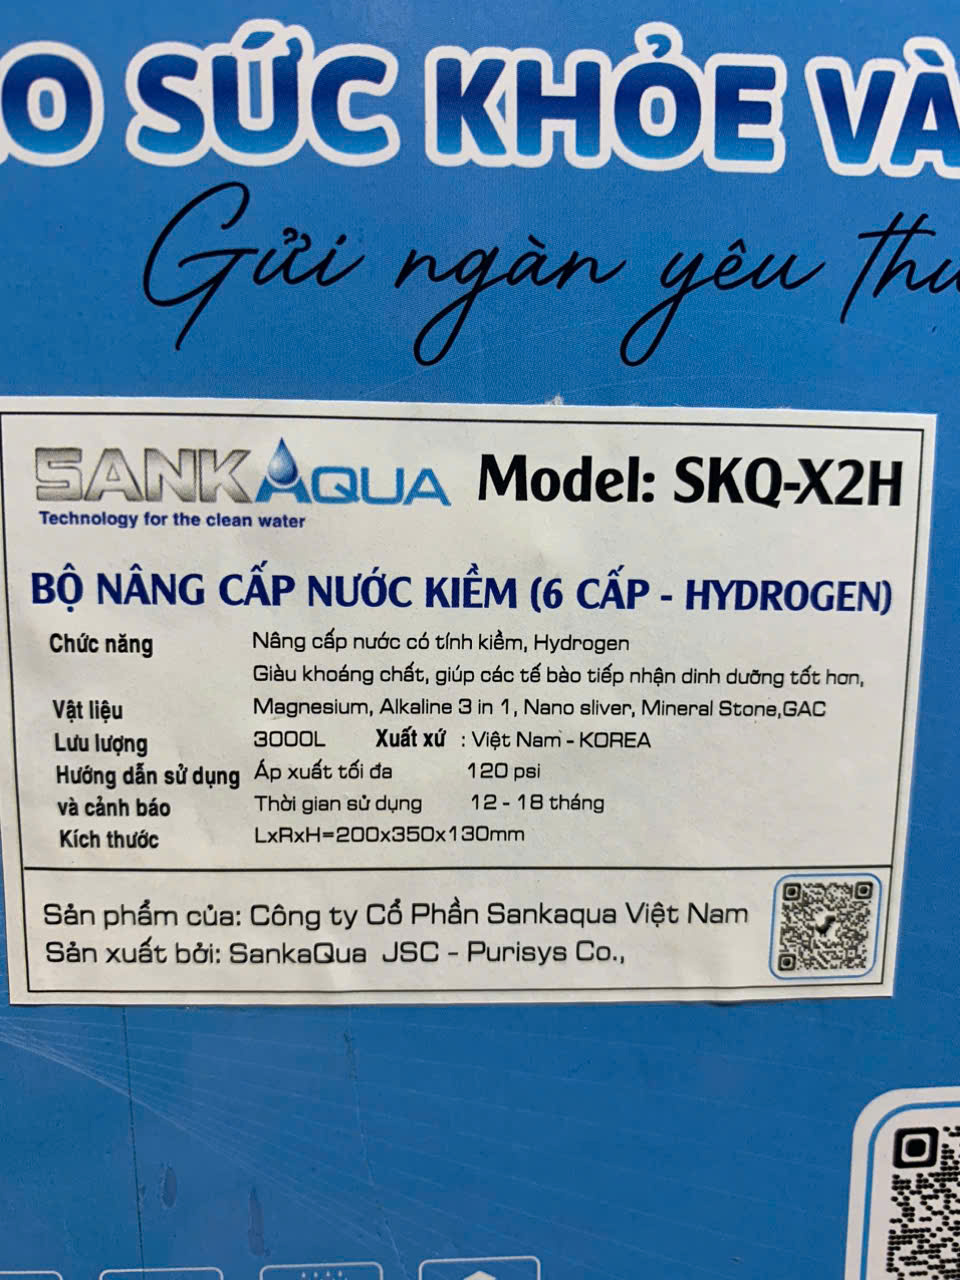 O SỨC KHỎE VÀ
Gửi ngàn yêu thư
SANKAQUA Model: SKQ-X2H
Technology for the clean water
BỘ NÂNG CẤP NƯỚC KIỀM (6 CẤP - HYDROGEN)
Chức năng Nâng cấp nước có tính kiềm, Hydrogen
Giàu khoáng chất, giúp các tế bào tiếp nhận dinh dưỡng tốt hơn,
Vật liệu Magnesium, Alkaline 3 in 1, Nano sliver, Mineral Stone,GAC
Lưu lượng 3000L Xuất xứ : Việt Nam - KOREA
Hướng dẫn sử dụng Áp xuất tối đa 120 psi
và cảnh báo Thời gian sử dụng 12 - 18 tháng
Kích thước LxRxH=200x350x130mm
Sản phẩm của: Công ty Cổ Phần Sankaqua Việt Nam
Sản xuất bởi: SankaQua JSC - Purisys Co.,